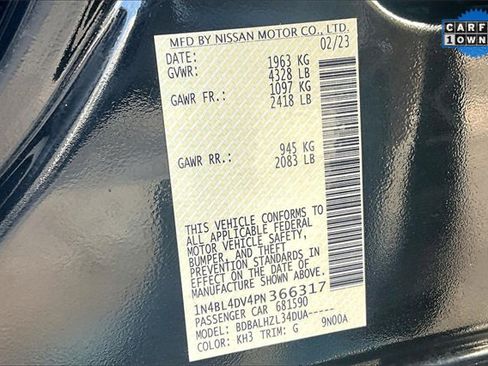 MFD BY NISSAN MOTOR CO., LTD.
DATE: 02/23
GVWR: 1963 KG
4328 LB
GAWR FR.: 1097 KG
2418 LB
GAWR RR.: 945 KG
2083 LB
THIS VEHICLE CONFORMS TO
ALL APPLICABLE FEDERAL
MOTOR VEHICLE SAFETY,
BUMPER, AND THEFT
PREVENTION STANDARDS IN
EFFECT ON THE DATE OF
MANUFACTURE SHOWN ABOVE.
1N4BL4DV4PN366317
PASSENGER CAR 681590
MODEL: BDBALHZL34DUA-----
COLOR: KH3 TRIM: G 9N00A
CARF
1 OWN